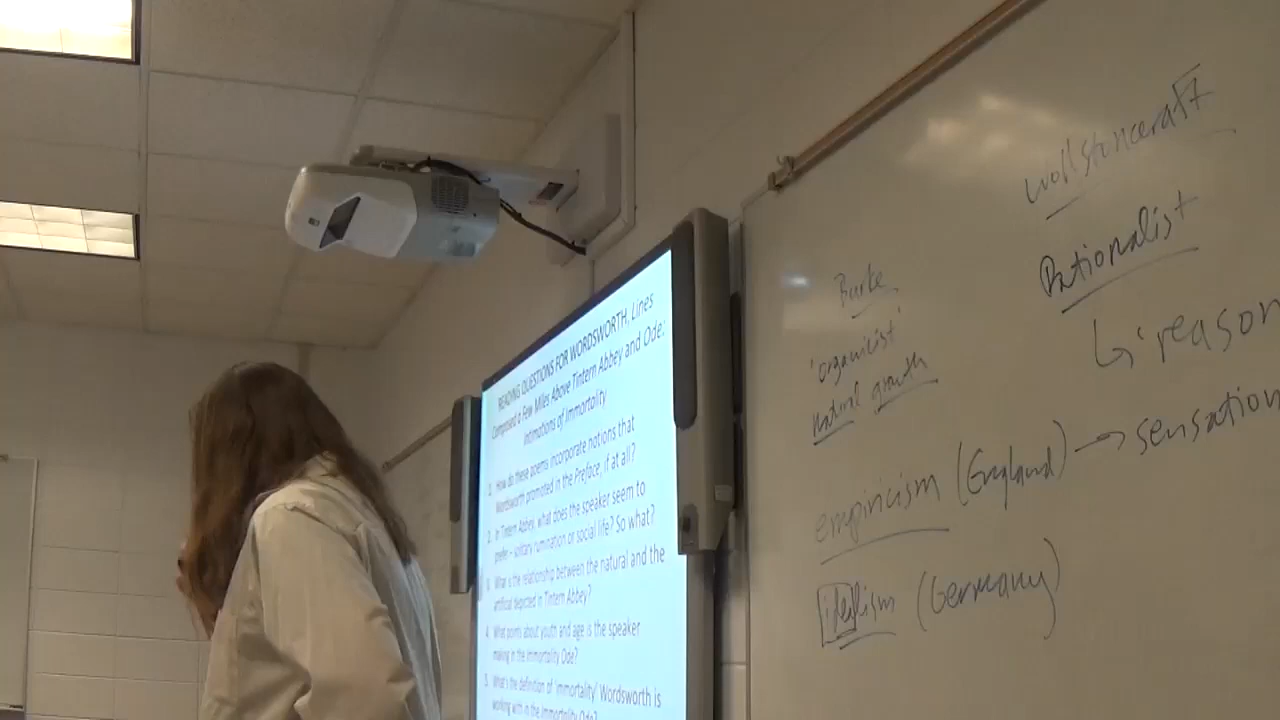 READING QUESTIONS FOR WORDSWORTH, Lines
Composed a Few Miles Above Tintern Abbey and Ode:
Intimations of Immortality
1. How do these poems incorporate notions that
Wordsworth promoted in the Preface, if at all?
2. In Tintern Abbey, what does the speaker seem to
prefer – solitary rumination or social life? So what?
3. What is the relationship between the natural and the
artificial depicted in Tintern Abbey?
4. What points about youth and age is the speaker
making in the Immortality Ode?
5. What's the definition of 'immortality' Wordsworth is
working with in the Immortality Ode?
Burke
'organicist'
natural growth
Wollstonecraft
Rationalist
↳ 'reason
empiricism (England) → sensation
idealism (Germany)